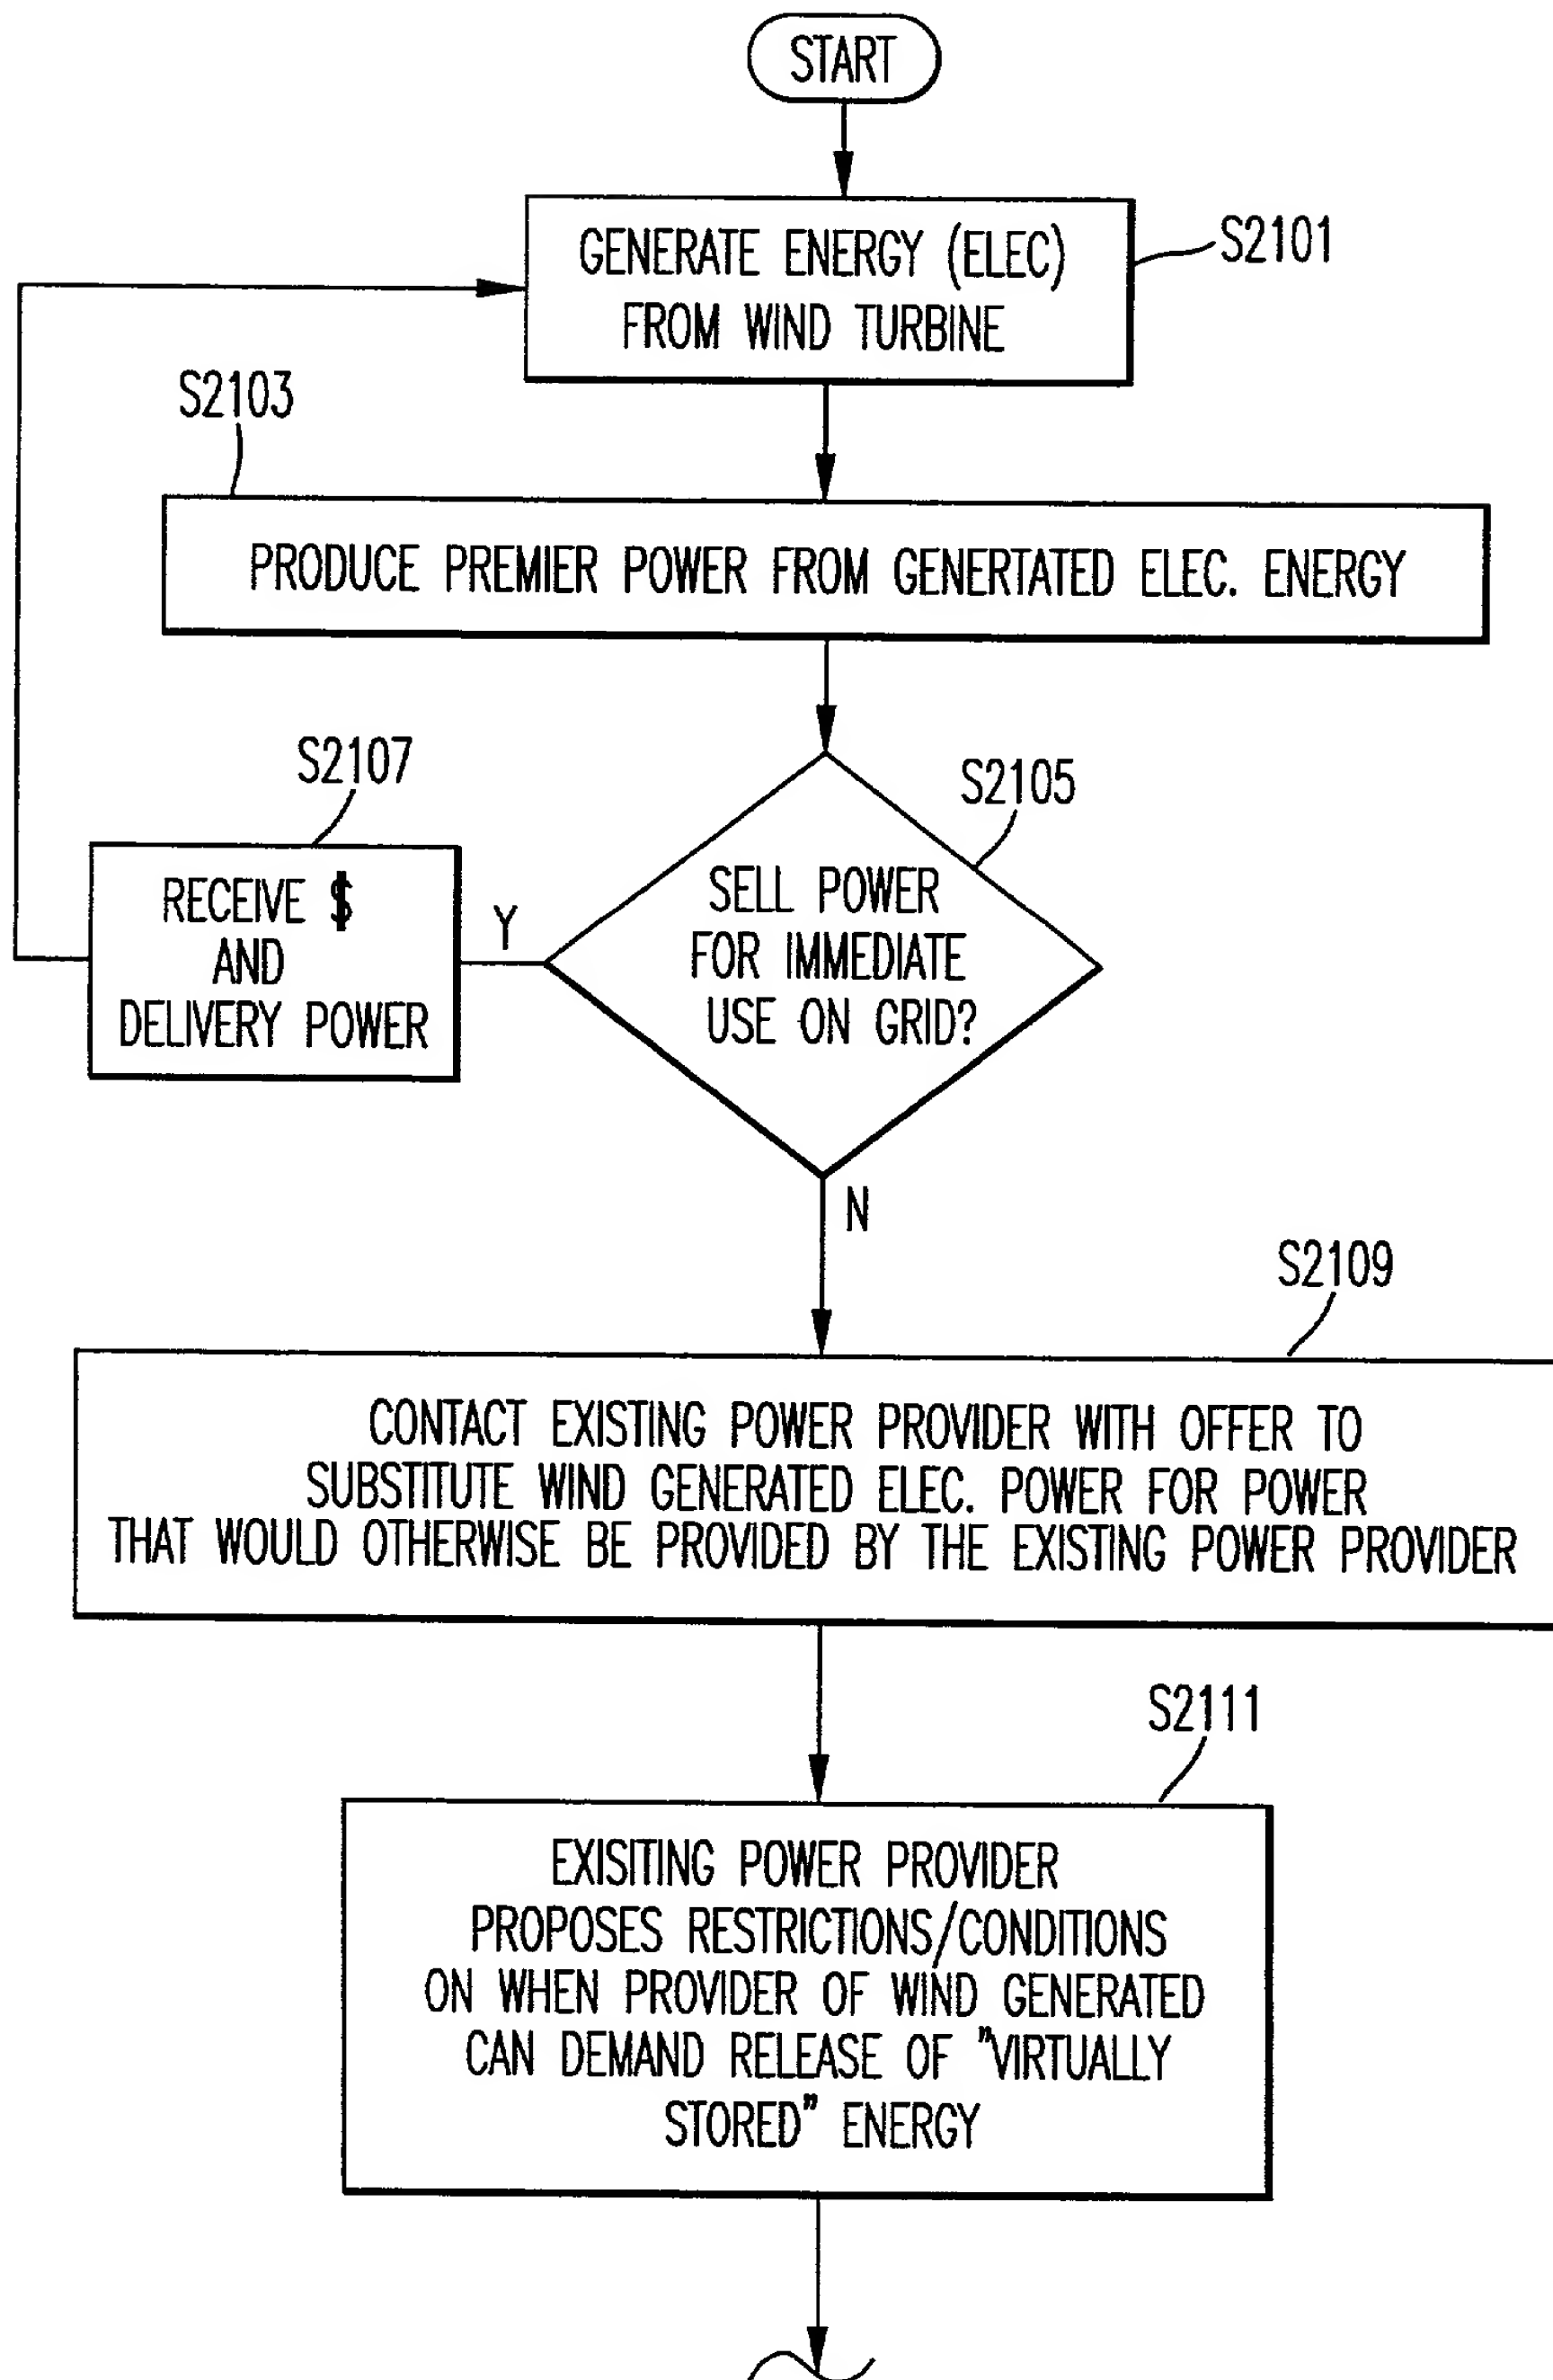 START
GENERATE ENERGY (ELEC)
FROM WIND TURBINE
S2101
S2103
PRODUCE PREMIER POWER FROM GENERTATED ELEC. ENERGY
S2107
S2105
RECEIVE $
AND
DELIVERY POWER
Y
SELL POWER
FOR IMMEDIATE
USE ON GRID?
N
S2109
CONTACT EXISTING POWER PROVIDER WITH OFFER TO
SUBSTITUTE WIND GENERATED ELEC. POWER FOR POWER
THAT WOULD OTHERWISE BE PROVIDED BY THE EXISTING POWER PROVIDER
S2111
EXISITING POWER PROVIDER
PROPOSES RESTRICTIONS/CONDITIONS
ON WHEN PROVIDER OF WIND GENERATED
CAN DEMAND RELEASE OF "VIRTUALLY
STORED" ENERGY